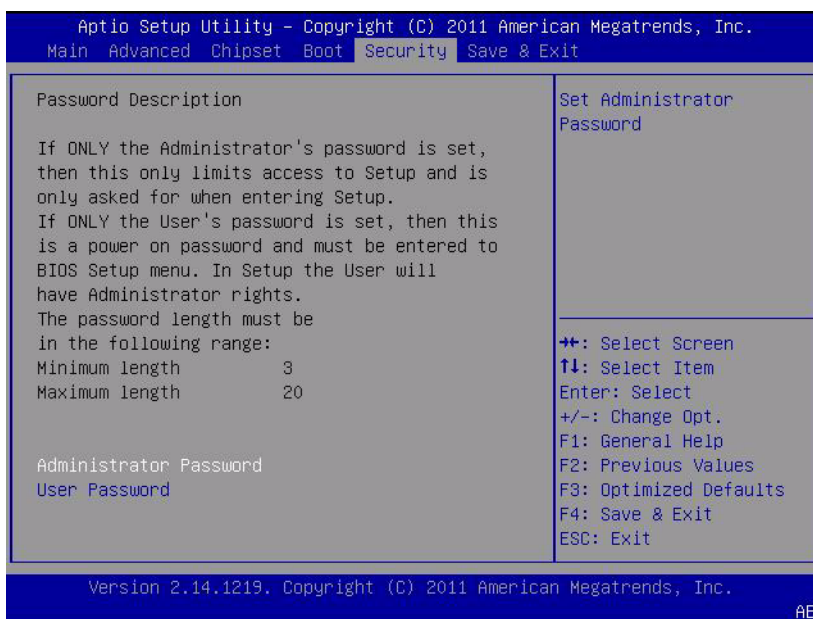 Aptio Setup Utility – Copyright (C) 2011 American Megatrends, Inc.
Main Advanced Chipset Boot Security Save & Exit
Password Description
If ONLY the Administrator's password is set,
then this only limits access to Setup and is
only asked for when entering Setup.
If ONLY the User's password is set, then this
is a power on password and must be entered to
BIOS Setup menu. In Setup the User will
have Administrator rights.
The password length must be
in the following range:
Minimum length 3
Maximum length 20
Administrator Password
User Password
Set Administrator
Password
→←: Select Screen
↑↓: Select Item
Enter: Select
+/-: Change Opt.
F1: General Help
F2: Previous Values
F3: Optimized Defaults
F4: Save & Exit
ESC: Exit
Version 2.14.1219. Copyright (C) 2011 American Megatrends, Inc.
AB